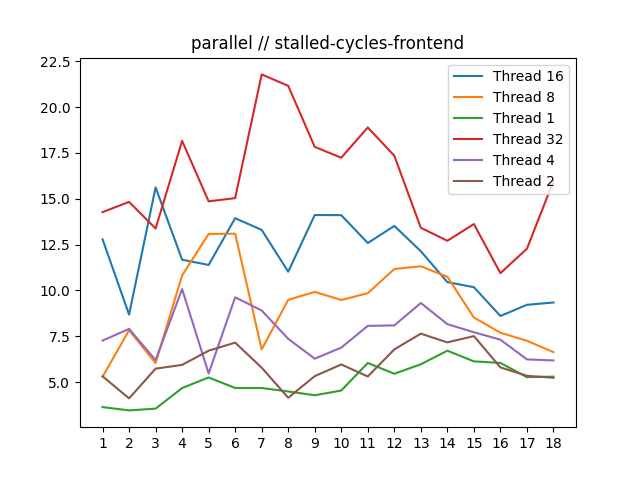 parallel // stalled-cycles-frontend
22.5
20.0
17.5
15.0
12.5
10.0
7.5
5.0
Thread 16
Thread 8
Thread 1
Thread 32
Thread 4
Thread 2
1 2 3 4 5 6 7 8 9 10 11 12 13 14 15 16 17 18